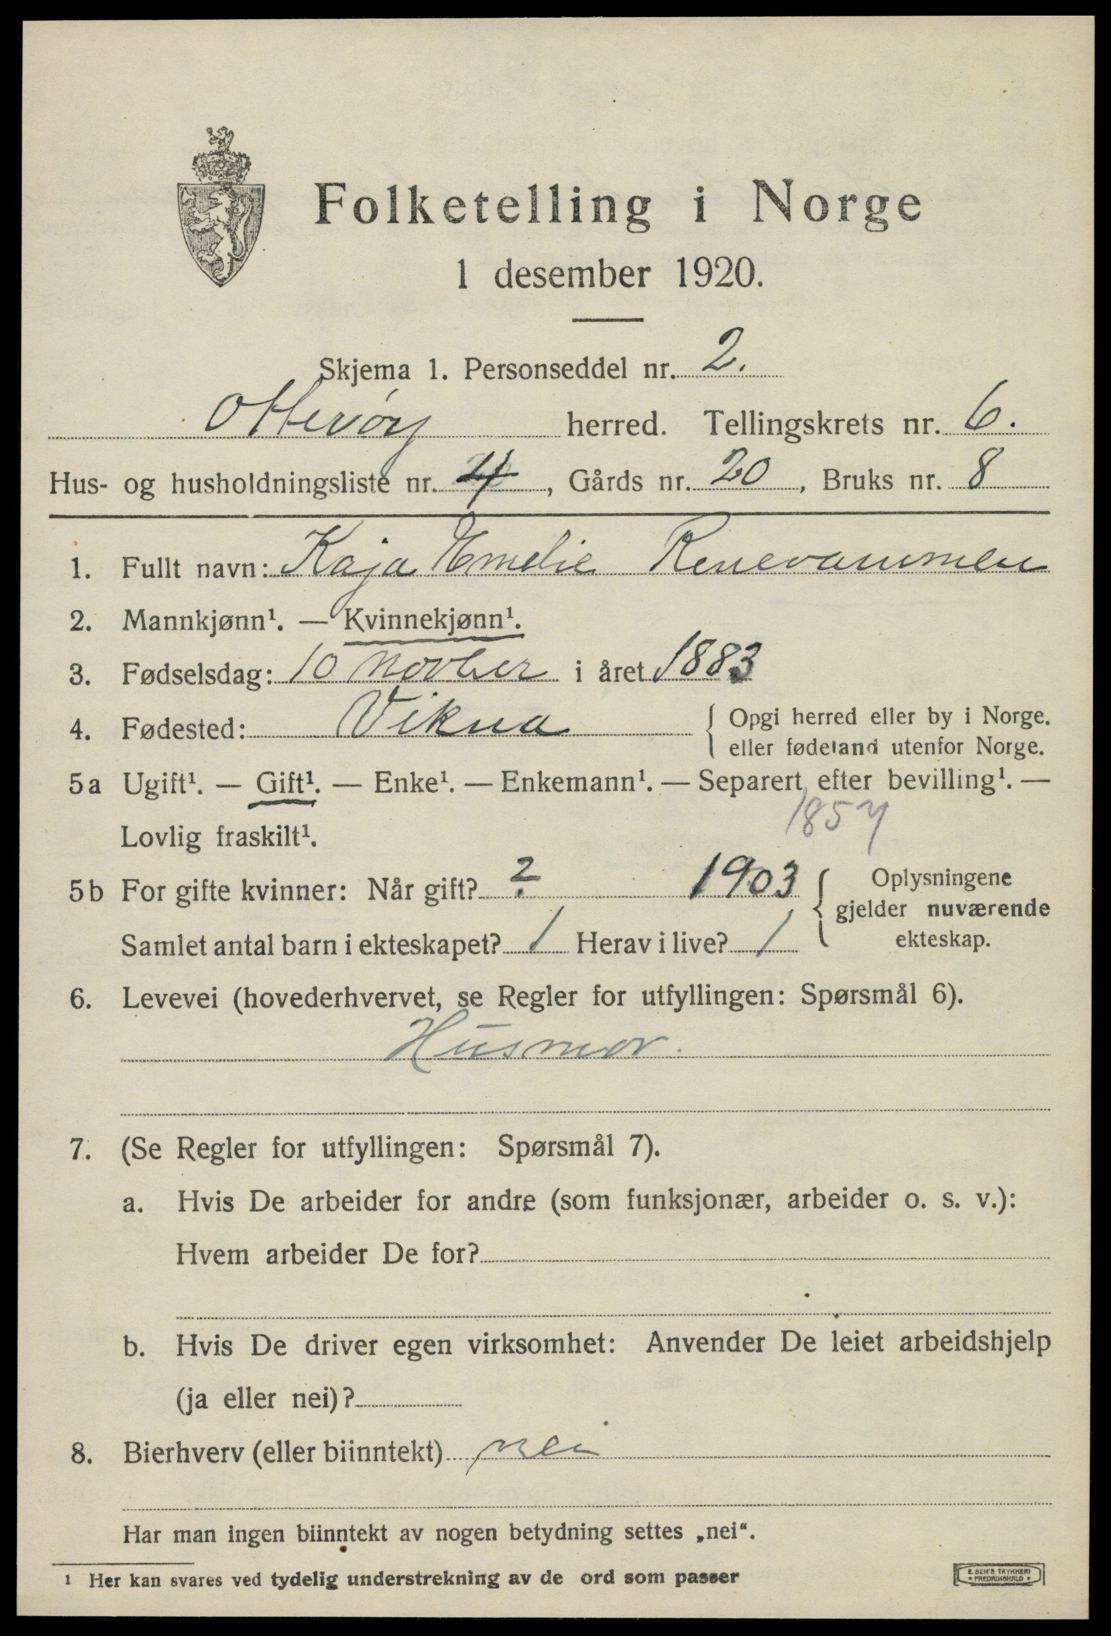 Folketelling i Norge
1 desember 1920.
Skjema 1. Personseddel nr. 2.
Otterøy herred. Tellingskrets nr. 6.
Hus- og husholdningsliste nr. 4, Gårds nr. 20, Bruks nr. 8
1. Fullt navn: Kaja Emelie
2. Mannkjønn¹. — Kvinnekjønn¹.
3. Fødselsdag: 10 Novber i året 1883
4. Fødested: Vikna { Opgi herred eller by i Norge.
eller fødeland utenfor Norge.
5a Ugift¹. — Gift¹. — Enke¹. — Enkemann¹. — Separert efter bevilling¹. —
Lovlig fraskilt¹.
5b For gifte kvinner: Når gift? ? 1903 { Oplysningene
gjelder nuværende
Samlet antal barn i ekteskapet? 1 Herav i live? 1 ekteskap.
6. Levevei (hovederhvervet, se Regler for utfyllingen: Spørsmål 6).
Husmor.
7. (Se Regler for utfyllingen: Spørsmål 7).
a. Hvis De arbeider for andre (som funksjonær, arbeider o. s. v.):
Hvem arbeider De for?
b. Hvis De driver egen virksomhet: Anvender De leiet arbeidshjelp
(ja eller nei)?
8. Bierhverv (eller biinntekt) nei
Har man ingen biinntekt av nogen betydning settes „nei“.
¹ Her kan svares ved tydelig understrekning av de ord som passer